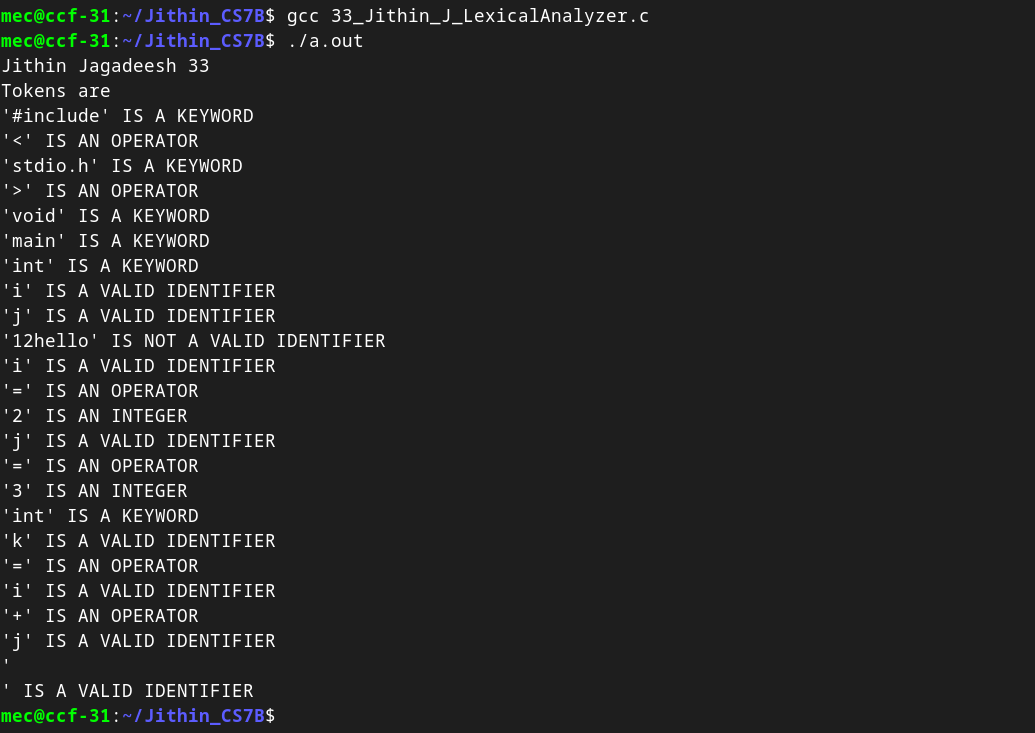 mec@ccf-31:~/Jithin_CS7B$ gcc 33_Jithin_J_LexicalAnalyzer.c
mec@ccf-31:~/Jithin_CS7B$ ./a.out
Jithin Jagadeesh 33
Tokens are
'#include' IS A KEYWORD
'<' IS AN OPERATOR
'stdio.h' IS A KEYWORD
'>' IS AN OPERATOR
'void' IS A KEYWORD
'main' IS A KEYWORD
'int' IS A KEYWORD
'i' IS A VALID IDENTIFIER
'j' IS A VALID IDENTIFIER
'12hello' IS NOT A VALID IDENTIFIER
'i' IS A VALID IDENTIFIER
'=' IS AN OPERATOR
'2' IS AN INTEGER
'j' IS A VALID IDENTIFIER
'=' IS AN OPERATOR
'3' IS AN INTEGER
'int' IS A KEYWORD
'k' IS A VALID IDENTIFIER
'=' IS AN OPERATOR
'i' IS A VALID IDENTIFIER
'+' IS AN OPERATOR
'j' IS A VALID IDENTIFIER
'
' IS A VALID IDENTIFIER
mec@ccf-31:~/Jithin_CS7B$